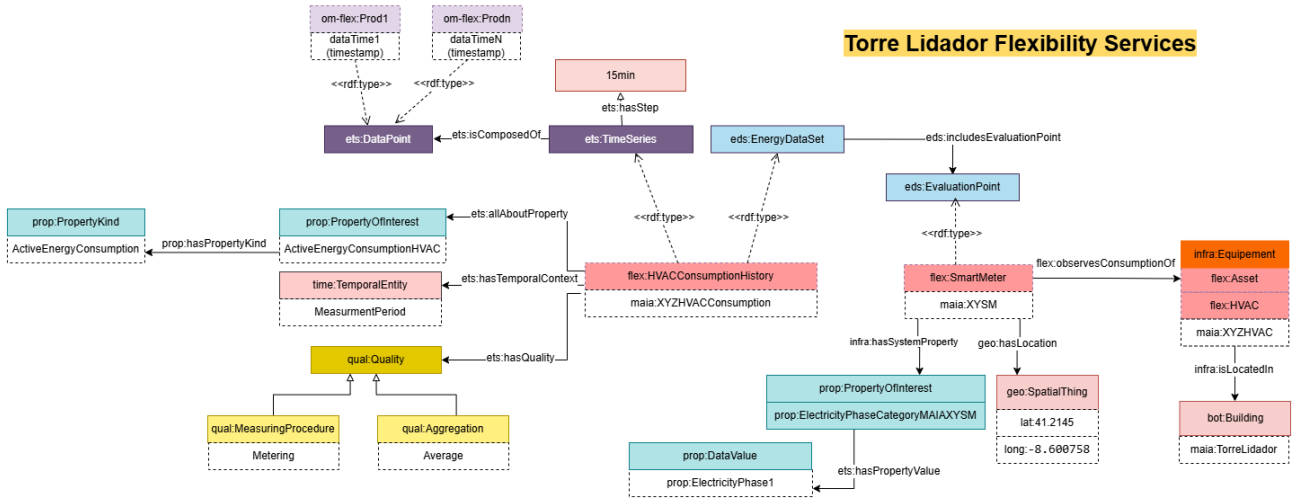 om-flex:Prod1
dataTime1
(timestamp)
om-flex:Prodn
dataTimeN
(timestamp)
Torre Lidador Flexibility Services
<<rdf:type>>
<<rdf:type>>
15min
ets:hasStep
ets:DataPoint
ets:isComposedOf
ets:TimeSeries
eds:EnergyDataSet
eds:includesEvaluationPoint
eds:EvaluationPoint
<<rdf:type>>
<<rdf:type>>
<<rdf:type>>
prop:PropertyKind
ActiveEnergyConsumption
prop:hasPropertyKind
prop:PropertyOfInterest
ActiveEnergyConsumptionHVAC
ets:allAboutProperty
time:TemporalEntity
MeasurmentPeriod
ets:hasTemporalContext
flex:HVACConsumptionHistory
maia:XYZHVACConsumption
flex:SmartMeter
maia:XYSM
flex:observesConsumptionOf
infra:Equipement
flex:Asset
flex:HVAC
maia:XYZHVAC
qual:Quality
ets:hasQuality
infra:hasSystemProperty
geo:hasLocation
infra:isLocatedIn
qual:MeasuringProcedure
Metering
qual:Aggregation
Average
prop:PropertyOfInterest
prop:ElectricityPhaseCategoryMAIAXYSM
geo:SpatialThing
lat:41.2145
long:-8.600758
bot:Building
maia:TorreLidador
prop:DataValue
prop:ElectricityPhase1
ets:hasPropertyValue